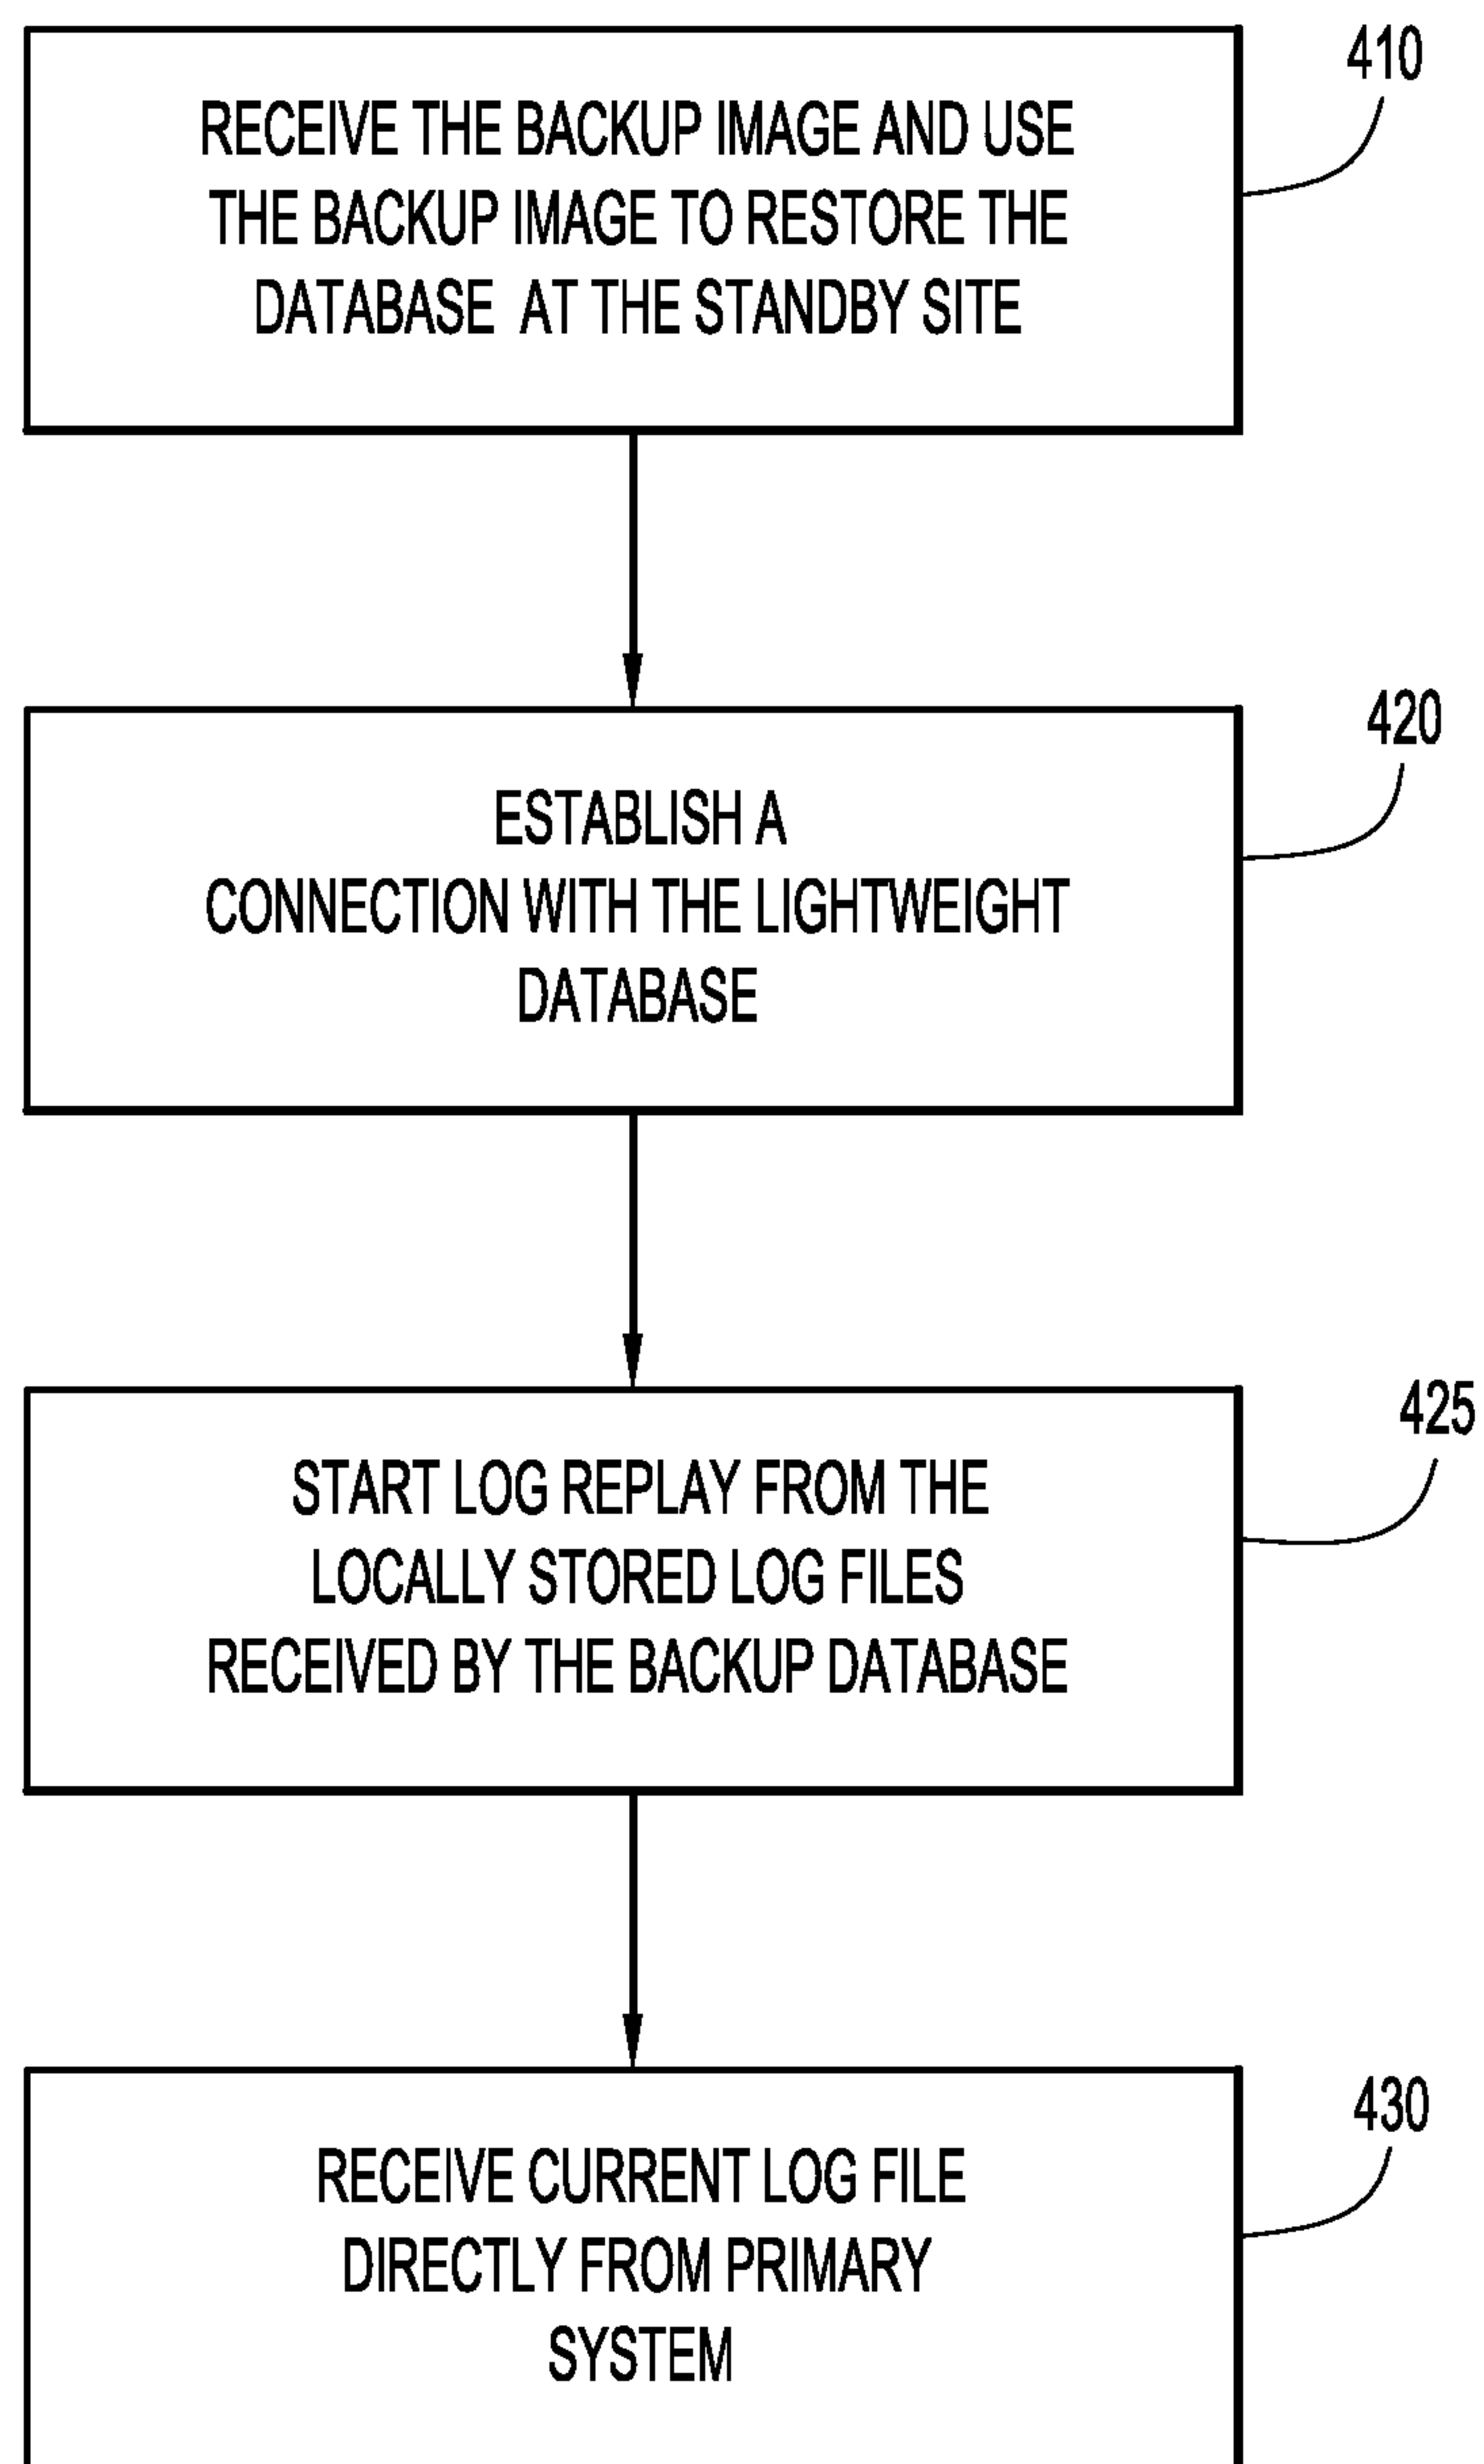 410
RECEIVE THE BACKUP IMAGE AND USE
THE BACKUP IMAGE TO RESTORE THE
DATABASE AT THE STANDBY SITE
420
ESTABLISH A
CONNECTION WITH THE LIGHTWEIGHT
DATABASE
425
START LOG REPLAY FROM THE
LOCALLY STORED LOG FILES
RECEIVED BY THE BACKUP DATABASE
430
RECEIVE CURRENT LOG FILE
DIRECTLY FROM PRIMARY
SYSTEM